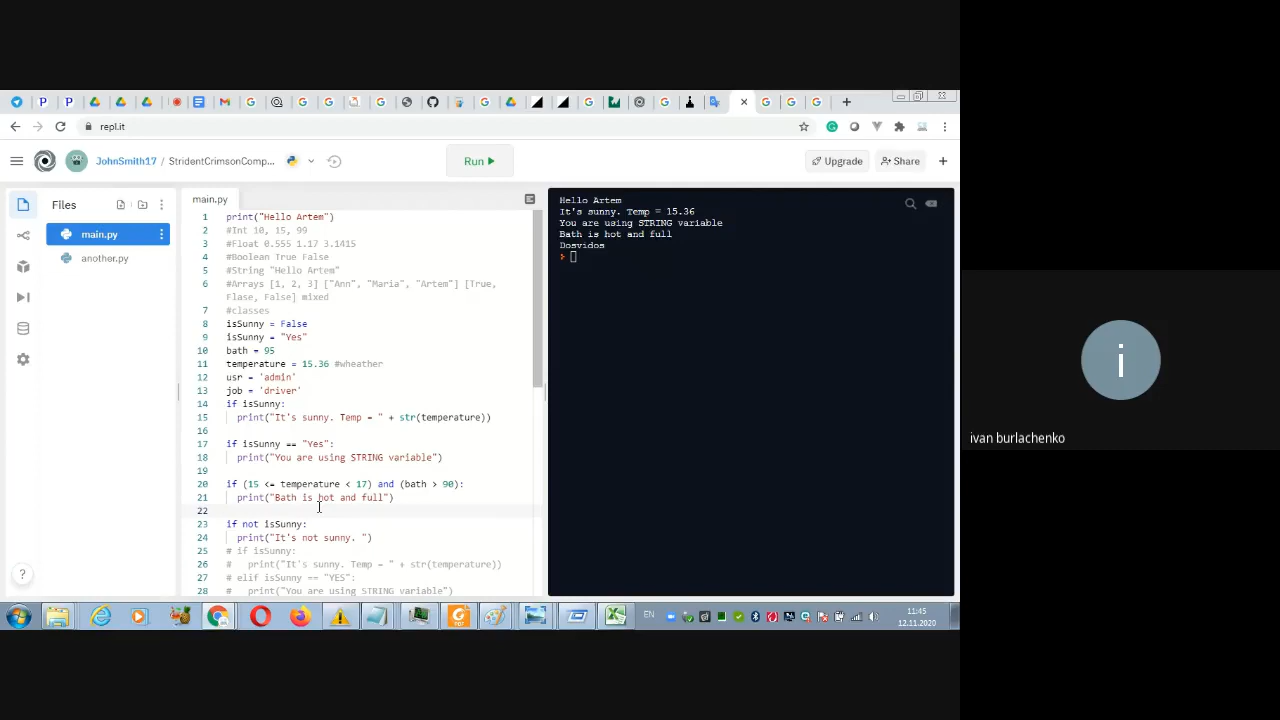 repl.it
JohnSmith17 / StridentCrimsonComp...
Run
Upgrade
Share
Files
main.py
another.py
main.py
1 print("Hello Artem")
2 #Int 10, 15, 99
3 #Float 0.555 1.17 3.1415
4 #Boolean True False
5 #String "Hello Artem"
6 #Arrays [1, 2, 3] ["Ann", "Maria", "Artem"] [True,
Flase, False] mixed
7 #classes
8 isSunny = False
9 isSunny = "Yes"
10 bath = 95
11 temperature = 15.36 #wheather
12 usr = 'admin'
13 job = 'driver'
14 if isSunny:
15 print("It's sunny. Temp = " + str(temperature))
16
17 if isSunny == "Yes":
18 print("You are using STRING variable")
19
20 if (15 <= temperature < 17) and (bath > 90):
21 print("Bath is hot and full")
22
23 if not isSunny:
24 print("It's not sunny. ")
25 # if isSunny:
26 # print("It's sunny. Temp = " + str(temperature))
27 # elif isSunny == "YES":
28 # print("You are using STRING variable")
Hello Artem
It's sunny. Temp = 15.36
You are using STRING variable
Bath is hot and full
Dosvidos
i
ivan burlachenko
EN
11:45
12.11.2020